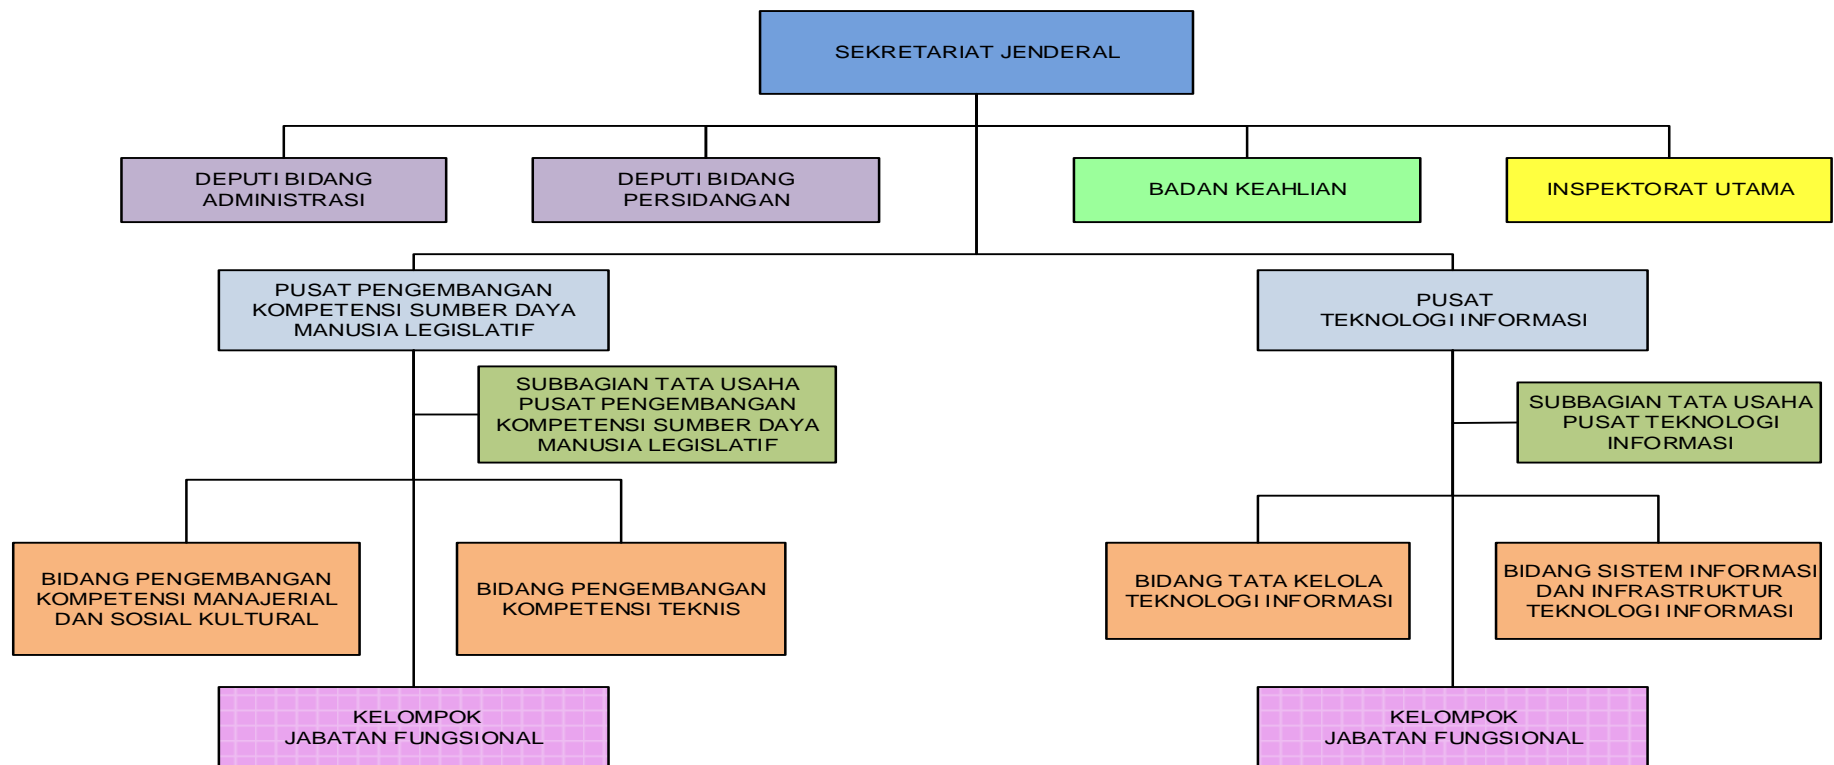 SEKRETARIAT JENDERAL
DEPUTI BIDANG
ADMINISTRASI
DEPUTI BIDANG
PERSIDANGAN
BADAN KEAHLIAN
INSPEKTORAT UTAMA
PUSAT PENGEMBANGAN
KOMPETENSI SUMBER DAYA
MANUSIA LEGISLATIF
PUSAT
TEKNOLOGI INFORMASI
SUBBAGIAN TATA USAHA
PUSAT PENGEMBANGAN
KOMPETENSI SUMBER DAYA
MANUSIA LEGISLATIF
SUBBAGIAN TATA USAHA
PUSAT TEKNOLOGI
INFORMASI
BIDANG PENGEMBANGAN
KOMPETENSI MANAJERIAL
DAN SOSIAL KULTURAL
BIDANG PENGEMBANGAN
KOMPETENSI TEKNIS
BIDANG TATA KELOLA
TEKNOLOGI INFORMASI
BIDANG SISTEM INFORMASI
DAN INFRASTRUKTUR
TEKNOLOGI INFORMASI
KELOMPOK
JABATAN FUNGSIONAL
KELOMPOK
JABATAN FUNGSIONAL